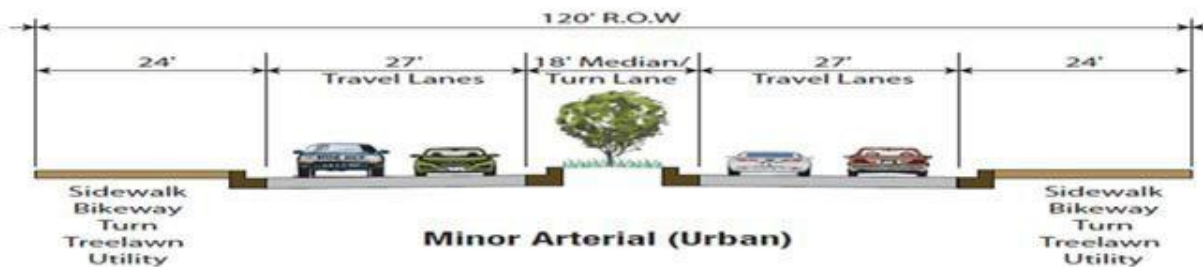 120' R.O.W
24'
27'
Travel Lanes
18' Median/
Turn Lane
27'
Travel Lanes
24'
Sidewalk
Bikeway
Turn
Treelawn
Utility
Minor Arterial (Urban)
Sidewalk
Bikeway
Turn
Treelawn
Utility